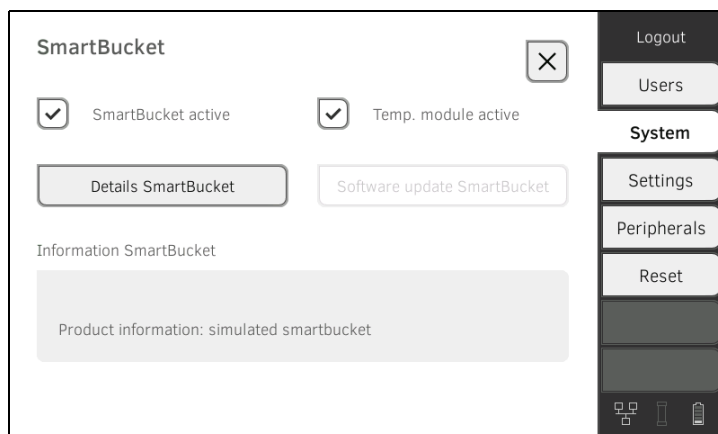 SmartBucket
SmartBucket active
Temp. module active
Details SmartBucket
Software update SmartBucket
Information SmartBucket
Product information: simulated smartbucket
Logout
Users
System
Settings
Peripherals
Reset